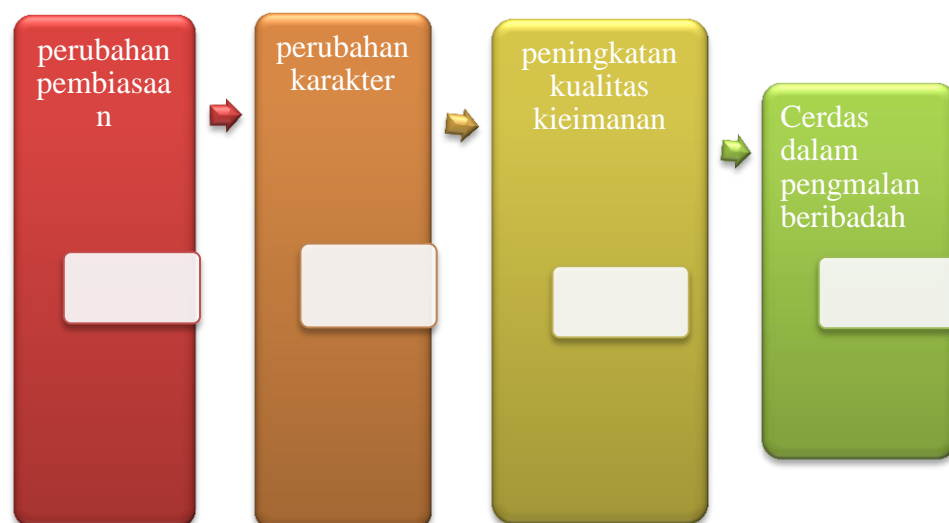 perubahan
pembiasaa
n
perubahan
karakter
peningkatan
kualitas
kieimanan
Cerdas
dalam
pengmalan
beribadah